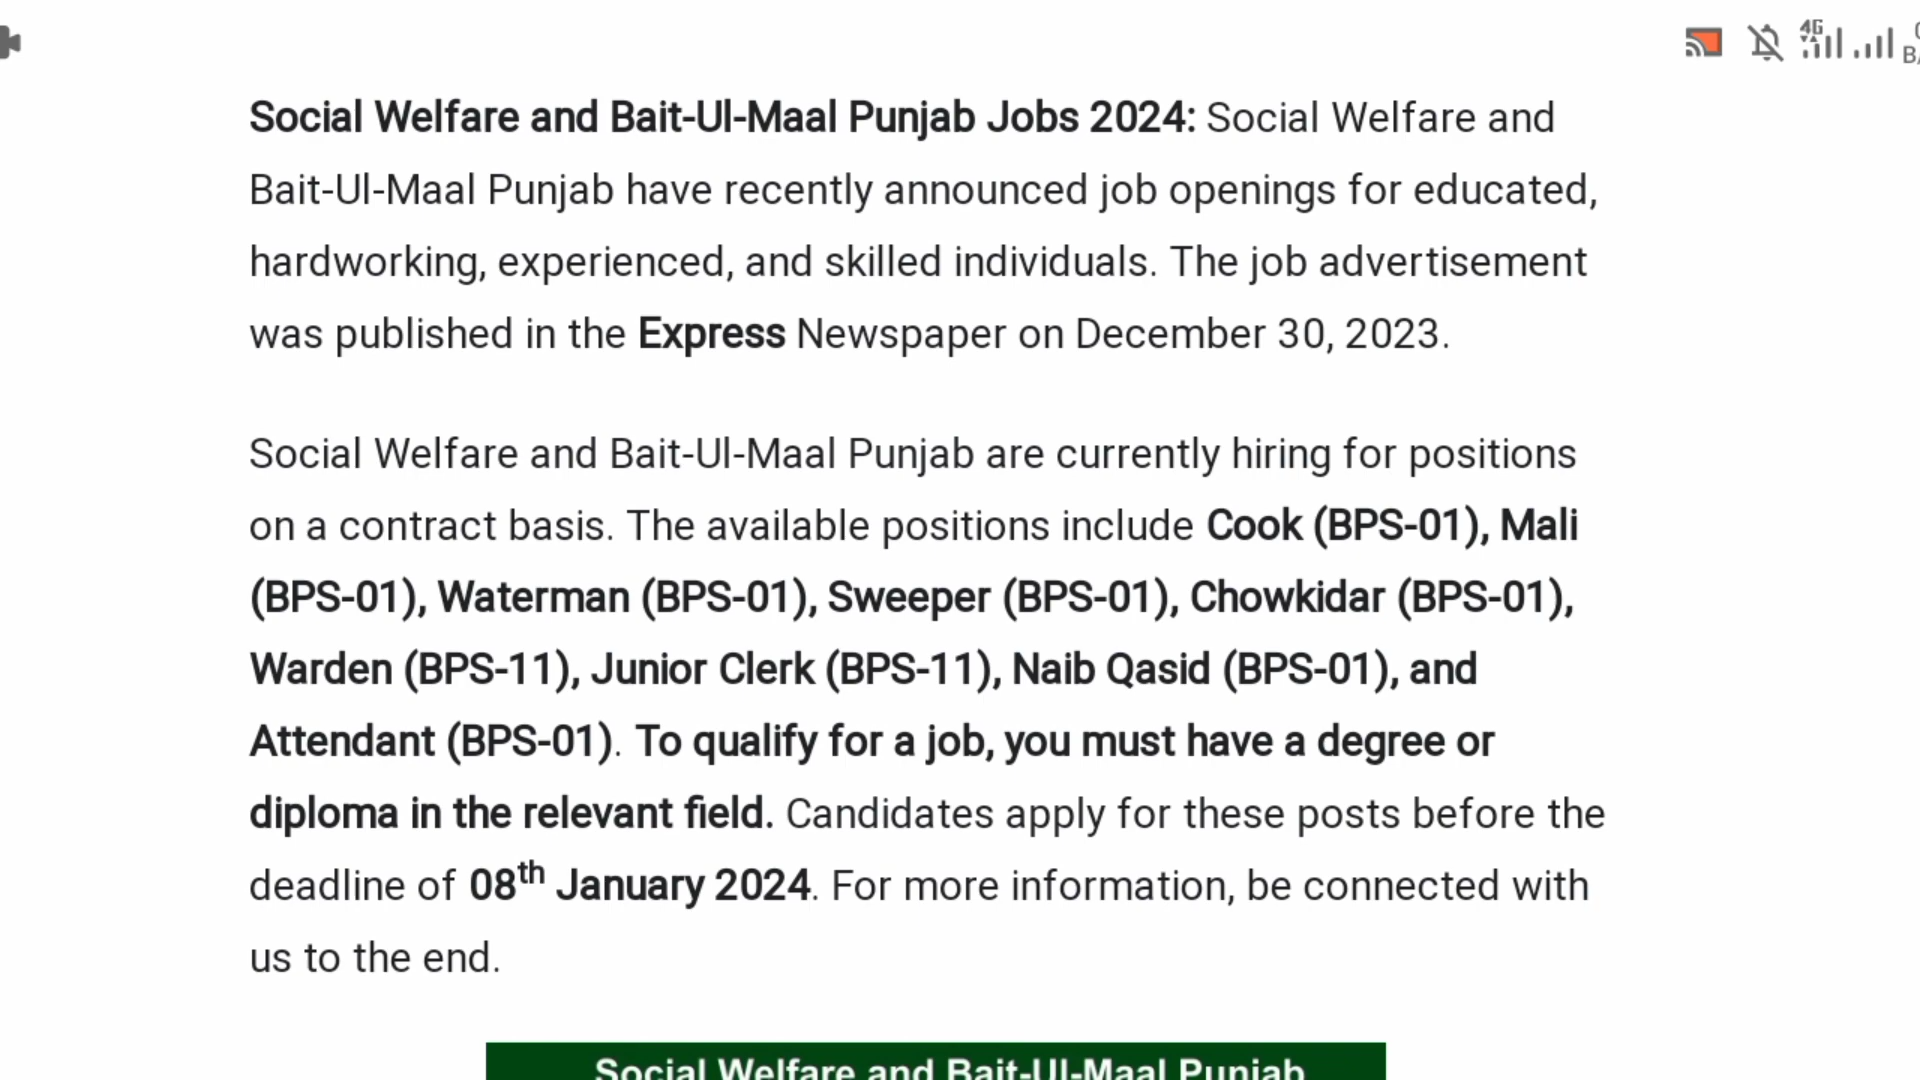 4G
Social Welfare and Bait-Ul-Maal Punjab Jobs 2024: Social Welfare and
Bait-Ul-Maal Punjab have recently announced job openings for educated,
hardworking, experienced, and skilled individuals. The job advertisement
was published in the Express Newspaper on December 30, 2023.
Social Welfare and Bait-Ul-Maal Punjab are currently hiring for positions
on a contract basis. The available positions include Cook (BPS-01), Mali
(BPS-01), Waterman (BPS-01), Sweeper (BPS-01), Chowkidar (BPS-01),
Warden (BPS-11), Junior Clerk (BPS-11), Naib Qasid (BPS-01), and
Attendant (BPS-01). To qualify for a job, you must have a degree or
diploma in the relevant field. Candidates apply for these posts before the
deadline of 08th January 2024. For more information, be connected with
us to the end.
Social Welfare and Bait-Ul-Maal Punjab